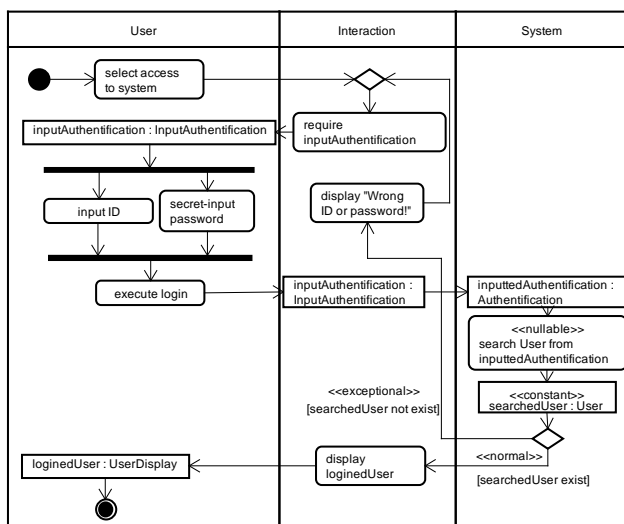 User
Interaction
System
select access
to system
require
inputAuthentification
inputAuthentification : InputAuthentification
input ID
secret-input
password
display "Wrong
ID or password!"
execute login
inputAuthentification :
InputAuthentification
inputtedAuthentification :
Authentification
<<nullable>>
search User from
inputtedAuthentification
<<constant>>
searchedUser : User
<<exceptional>>
[searchedUser not exist]
<<normal>>
[searchedUser exist]
display
loginedUser
loginedUser : UserDisplay